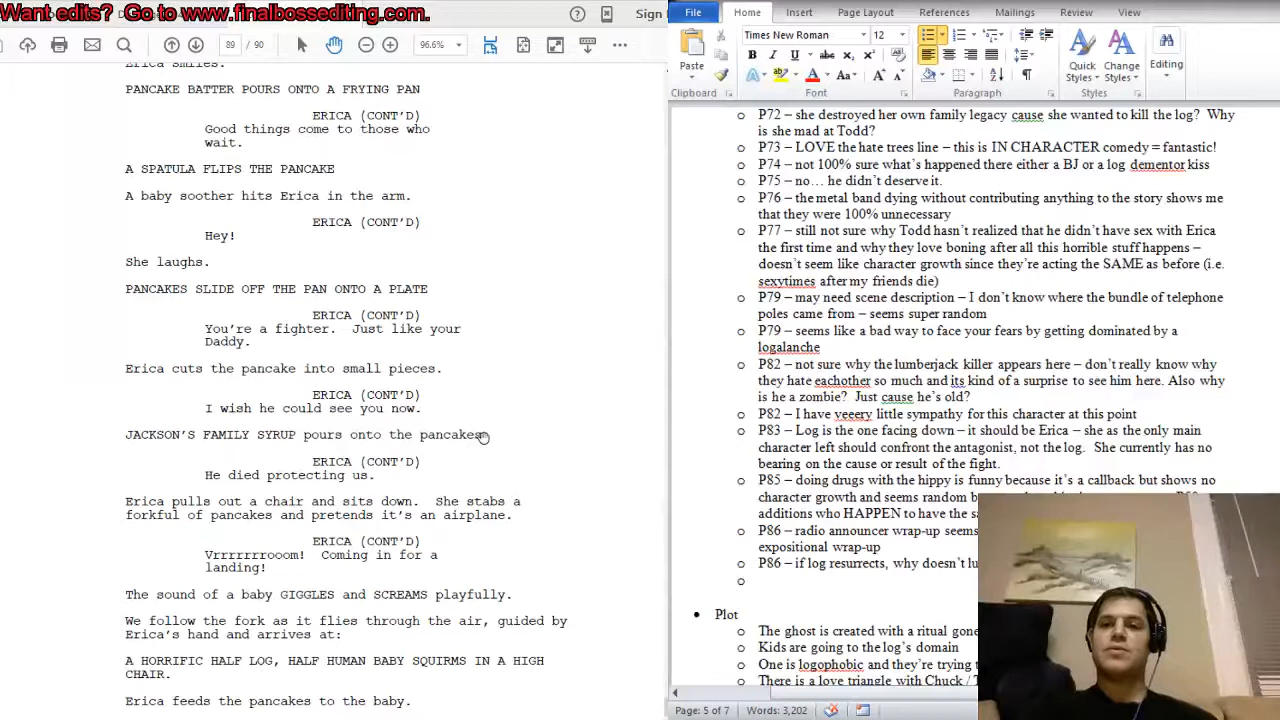 Want edits?  Go to www.finalbossediting.com.
Sign
89
96.6%
Erica smiles.
PANCAKE BATTER POURS ONTO A FRYING PAN
ERICA (CONT'D)
Good things come to those who
wait.
A SPATULA FLIPS THE PANCAKE
A baby soother hits Erica in the arm.
ERICA (CONT'D)
Hey!
She laughs.
PANCAKES SLIDE OFF THE PAN ONTO A PLATE
ERICA (CONT'D)
You're a fighter.  Just like your
Daddy.
Erica cuts the pancake into small pieces.
ERICA (CONT'D)
I wish he could see you now.
JACKSON'S FAMILY SYRUP pours onto the pancakes
ERICA (CONT'D)
He died protecting us.
Erica pulls out a chair and sits down.  She stabs a
forkful of pancakes and pretends it's an airplane.
ERICA (CONT'D)
Vrrrrrrrooom!  Coming in for a
landing!
The sound of a baby GIGGLES and SCREAMS playfully.
We follow the fork as it flies through the air, guided by
Erica's hand and arrives at:
A HORRIFIC HALF LOG, HALF HUMAN BABY SQUIRMS IN A HIGH
CHAIR.
Erica feeds the pancakes to the baby.
File Home Insert Page Layout References Mailings Review View
Times New Roman 12
Paste
Quick Styles
Change Styles
Editing
Clipboard Font Paragraph Styles
P72 – she destroyed her own family legacy cause she wanted to kill the log?  Why
is she mad at Todd?
P73 – LOVE the hate trees line – this is IN CHARACTER comedy = fantastic!
P74 – not 100% sure what's happened there either a BJ or a log dementor kiss
P75 – no… he didn't deserve it.
P76 – the metal band dying without contributing anything to the story shows me
that they were 100% unnecessary
P77 – still not sure why Todd hasn't realized that he didn't have sex with Erica
the first time and why they love boning after all this horrible stuff happens –
doesn't seem like character growth since they're acting the SAME as before (i.e.
sexytimes after my friends die)
P79 – may need scene description – I don't know where the bundle of telephone
poles came from – seems super random
P79 – seems like a bad way to face your fears by getting dominated by a
logalanche
P82 – not sure why the lumberjack killer appears here – don't really know why
they hate eachother so much and its kind of a surprise to see him here. Also why
is he a zombie?  Just cause he's old?
P82 – I have veeery little sympathy for this character at this point
P83 – Log is the one facing down – it should be Erica – she as the only main
character left should confront the antagonist, not the log.  She currently has no
bearing on the cause or result of the fight.
P85 – doing drugs with the hippy is funny because it's a callback but shows no
character growth and seems random
additions who HAPPEN to have the
P86 – radio announcer wrap-up seems
expositional wrap-up
P86 – if log resurrects, why doesn't
Plot
The ghost is created with a ritual
Kids are going to the log's domain
One is logophobic and they're trying
There is a love triangle with Chuck /
Page: 5 of 7 Words: 3,202